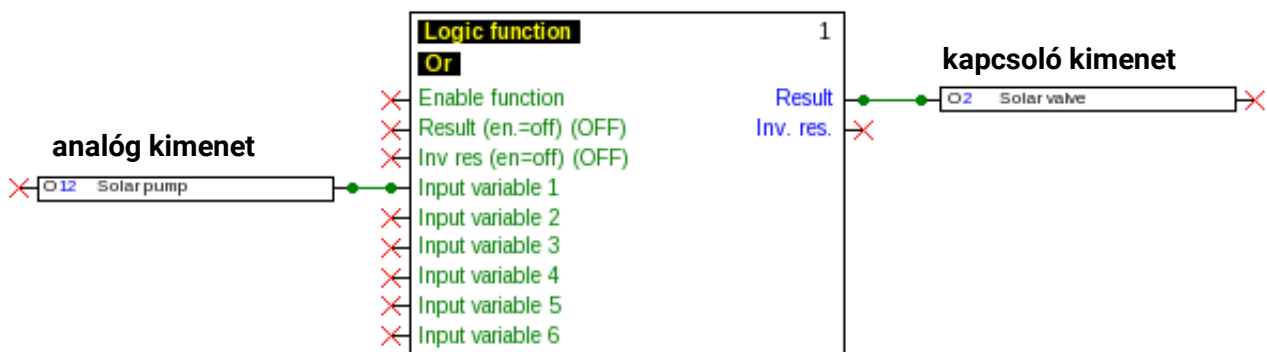 Logic function 1
Or
kapcsoló kimenet
Enable function Result O2 Solar valve
Result (en.=off) (OFF) Inv. res.
analóg kimenet
Inv res (en=off) (OFF)
O12 Solar pump Input variable 1
Input variable 2
Input variable 3
Input variable 4
Input variable 5
Input variable 6